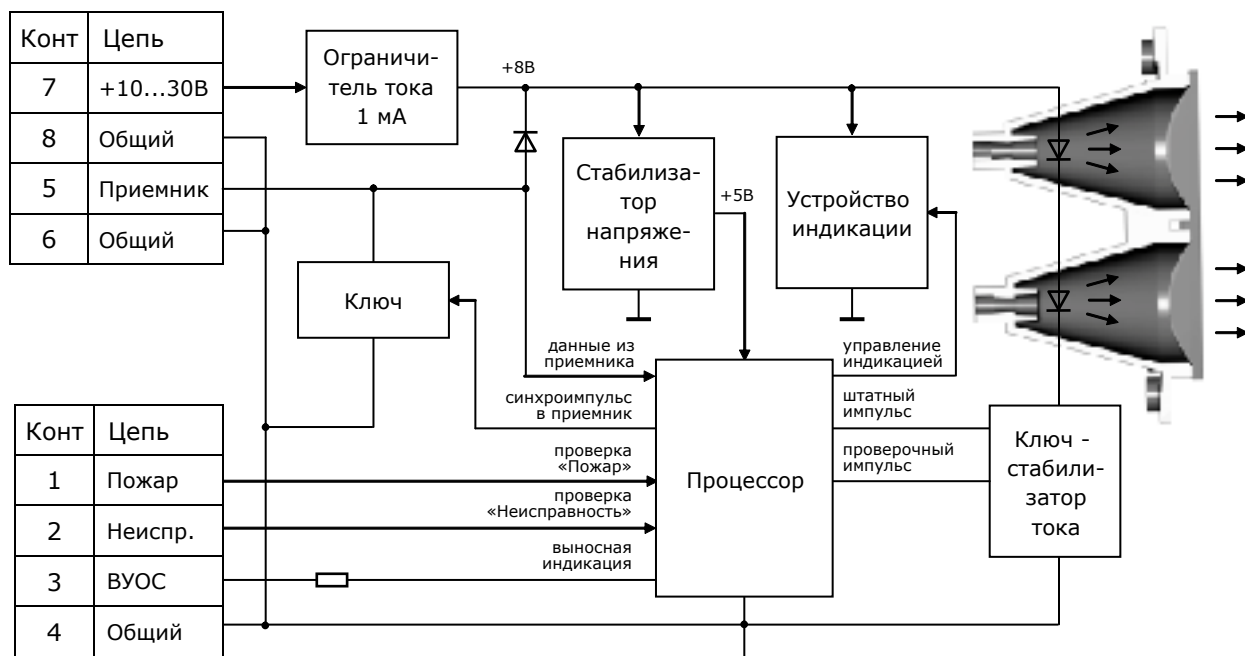 Конт Цепь
7 +10...30В
8 Общий
5 Приемник
6 Общий
Ограничи-
тель тока
1 мА
+8В
Стабилиза-
тор
напряже-
ния
+5В
Устройство
индикации
Ключ
данные из
приемника
управление
индикацией
синхроимпульс
в приемник
штатный
импульс
проверка
«Пожар»
проверочный
импульс
проверка
«Неисправность»
выносная
индикация
Процессор
Ключ -
стабили-
затор
тока
Конт Цепь
1 Пожар
2 Неиспр.
3 ВУОС
4 Общий